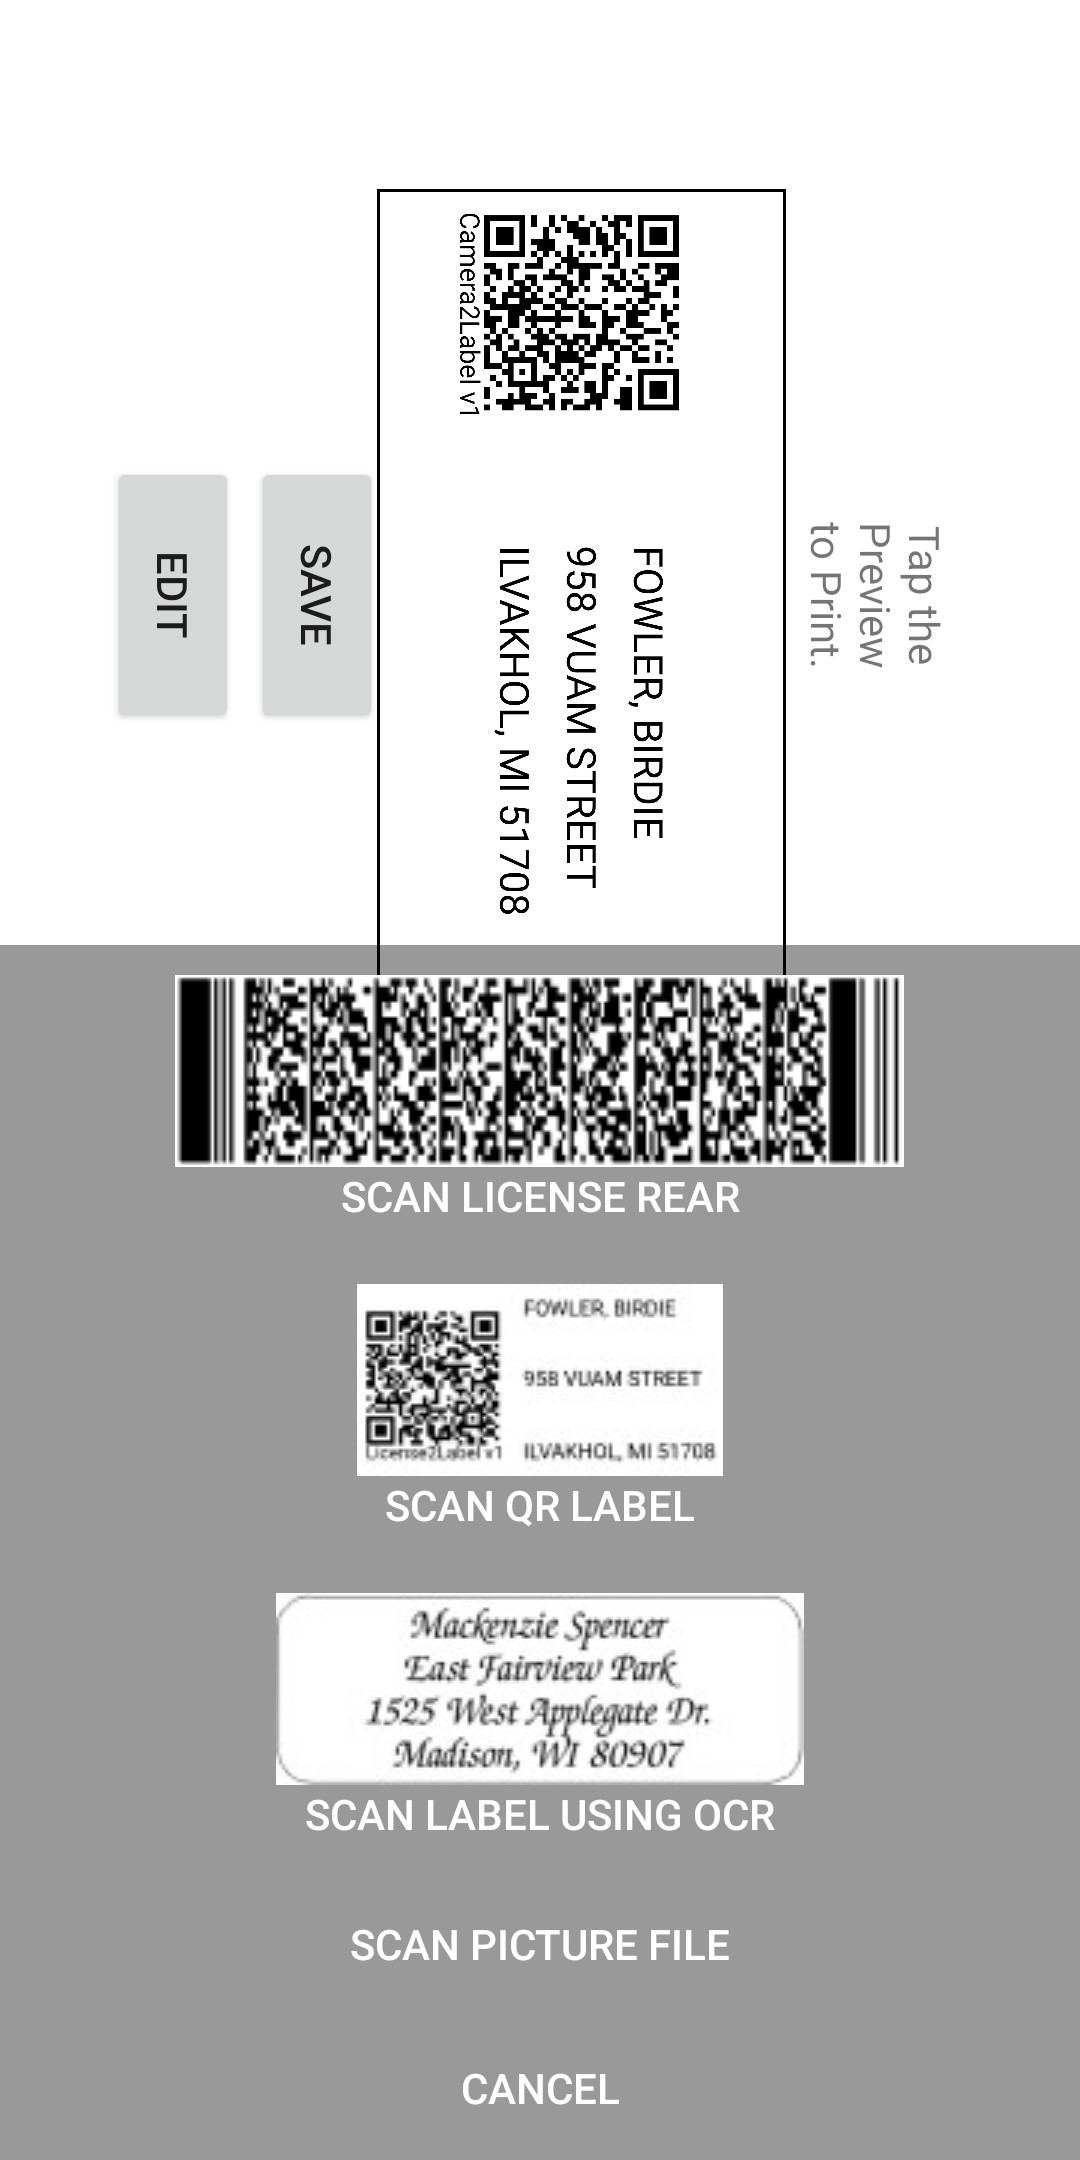 Tap the
Preview
to Print.
Camera2Label v1
FOWLER, BIRDIE
958 VUAM STREET
ILVAKHOL, MI 51708
SAVE
EDIT
SCAN LICENSE REAR
FOWLER, BIRDIE
958 VUAM STREET
ILVAKHOL, MI 51708
License2Label v1
SCAN QR LABEL
Mackenzie Spencer
East Fairview Park
1525 West Applegate Dr.
Madison, WI 80907
SCAN LABEL USING OCR
SCAN PICTURE FILE
CANCEL